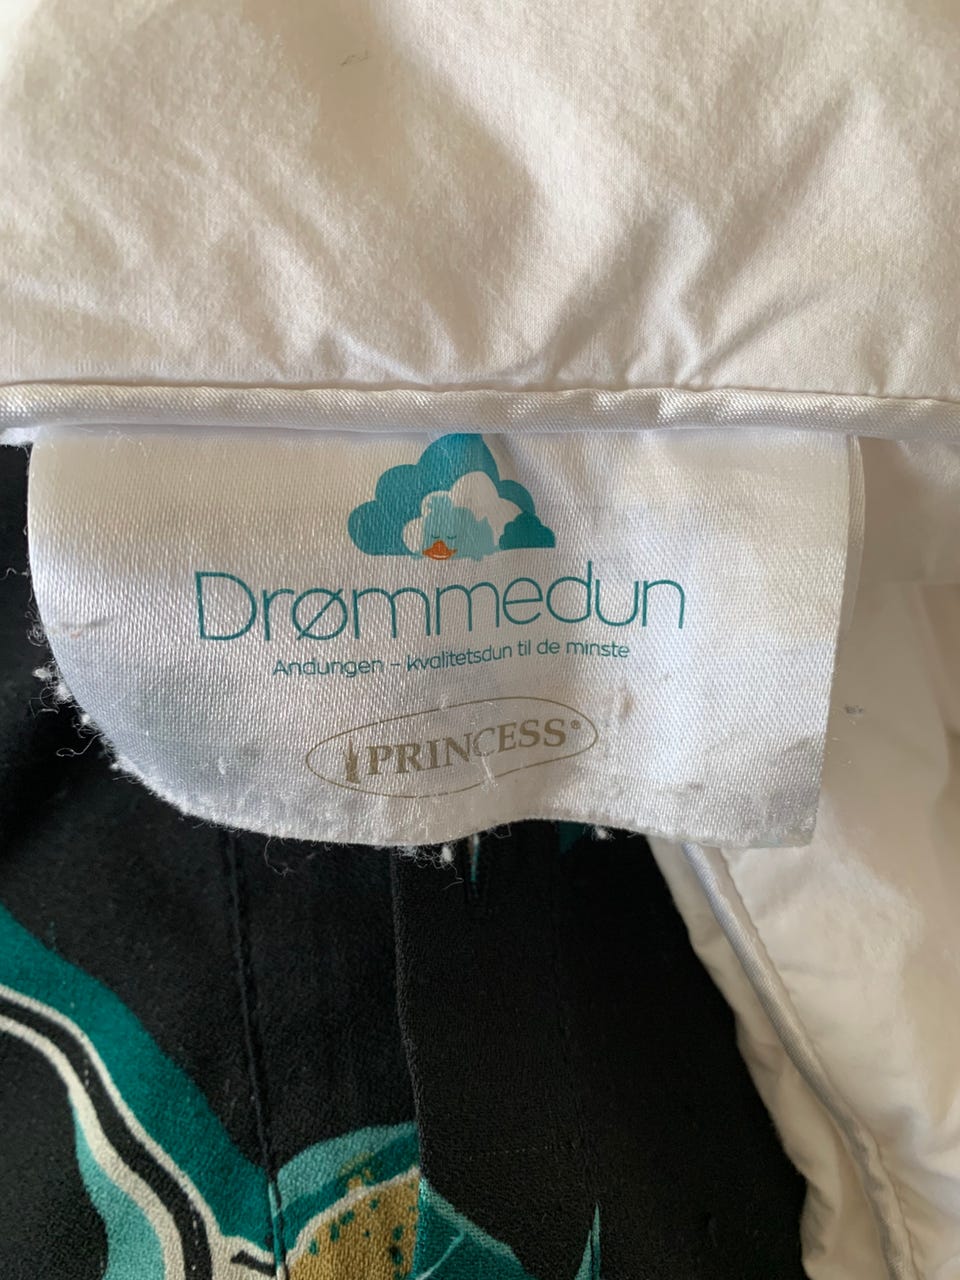 Drømmedun
Andungen – kvalitetsdun til de minste
PRINCESS®